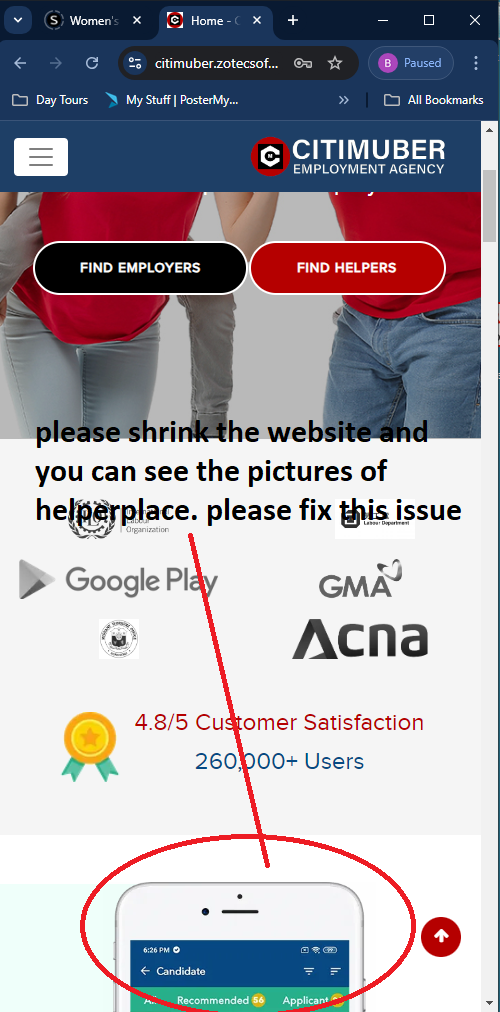 Women's
Home - C
citimuber.zotecsof...
B Paused
Day Tours
My Stuff | PosterMy...
All Bookmarks
CITIMUBER
EMPLOYMENT AGENCY
FIND EMPLOYERS
FIND HELPERS
please shrink the website and
you can see the pictures of
helperplace. please fix this issue
Labour
Organization
Labour Department
Google Play
GMA
Acna
4.8/5 Customer Satisfaction
260,000+ Users
6:26 PM
Candidate
Recommended 56
Applicant